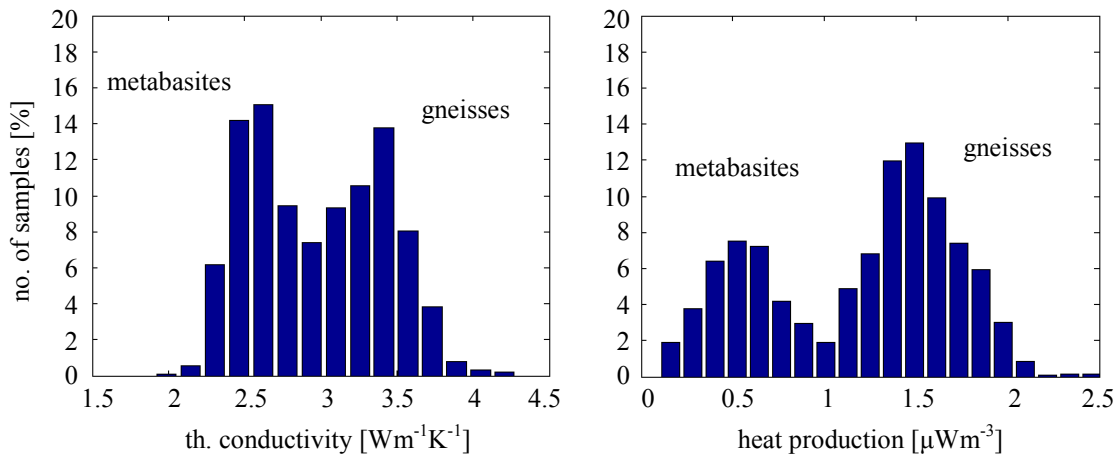 20
18
16
14
12
10
8
6
4
2
0
no. of samples [%]
metabasites
gneisses
1.5 2 2.5 3 3.5 4 4.5
th. conductivity [Wm⁻¹K⁻¹]
20
18
16
14
12
10
8
6
4
2
0
metabasites
gneisses
0 0.5 1 1.5 2 2.5
heat production [µWm⁻³]